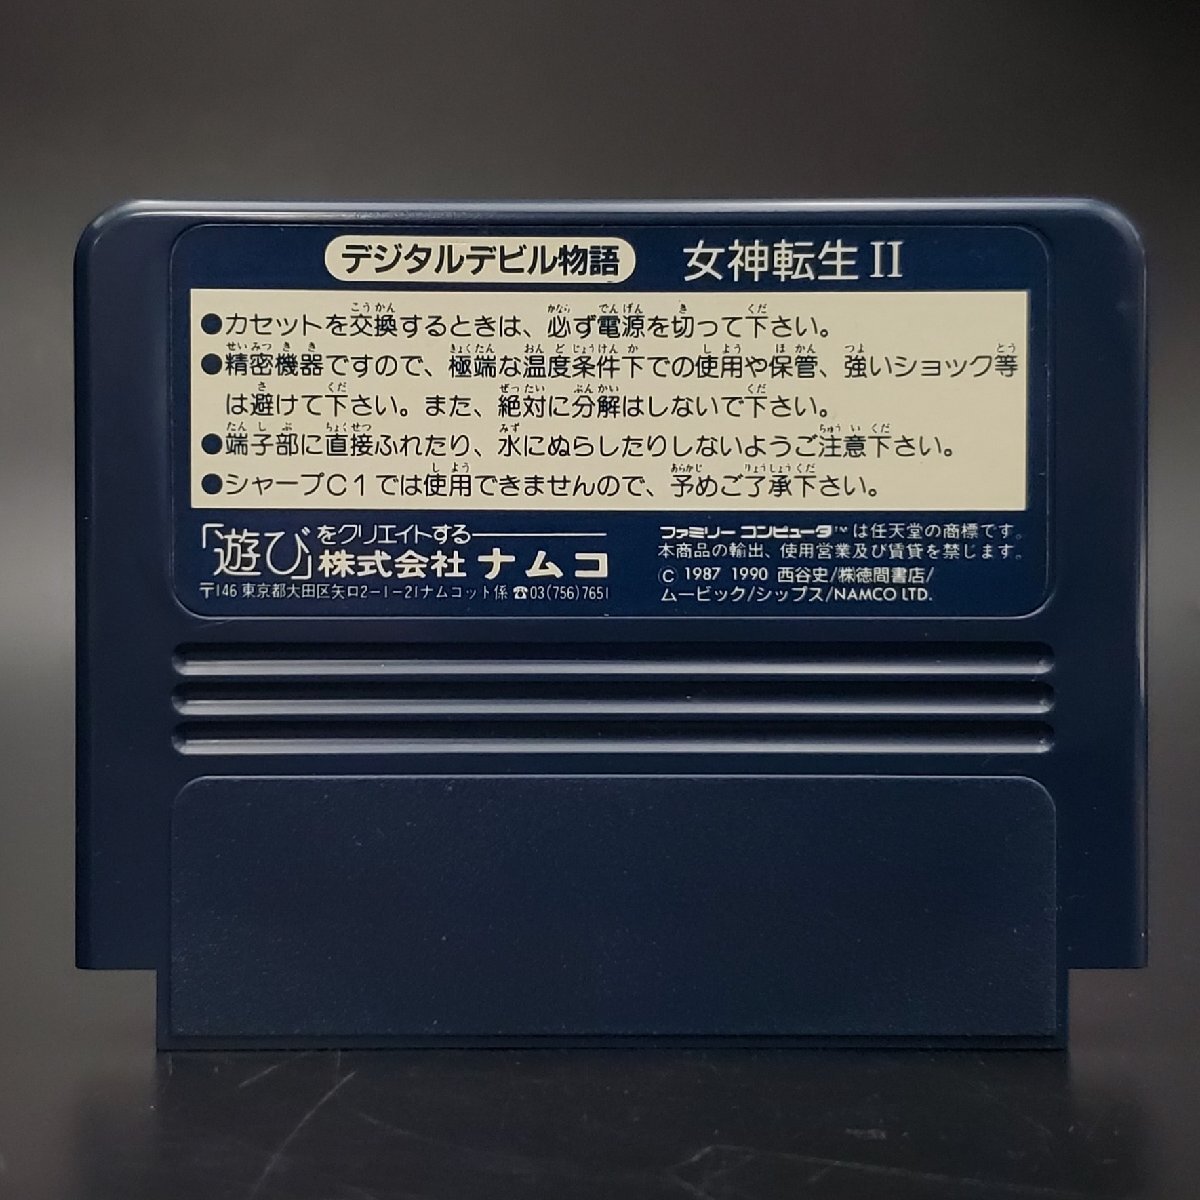 デジタルデビル物語 女神転生II
●カセットを交換するときは、必ず電源を切って下さい。
●精密機器ですので、極端な温度条件下での使用や保管、強いショック等
は避けて下さい。また、絶対に分解はしないで下さい。
●端子部に直接ふれたり、水にぬらしたりしないようご注意下さい。
●シャープC1では使用できませんので、予めご了承下さい。
「遊び」をクリエイトする
株式会社ナムコ
〒146 東京都大田区矢口2-1-21ナムコット係 ☎03(756)7651
ファミリーコンピュータ™は任天堂の商標です。
本商品の輸出、使用営業及び賃貸を禁じます。
© 1987 1990 西谷史/㈱徳間書店/
ムービック/シップス/NAMCO LTD.